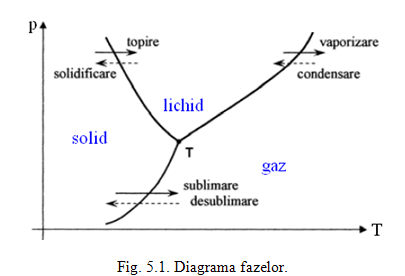 p
topire
solidificare
vaporizare
condensare
lichid
solid
T
gaz
sublimare
desublimare
T
Fig. 5.1. Diagrama fazelor.